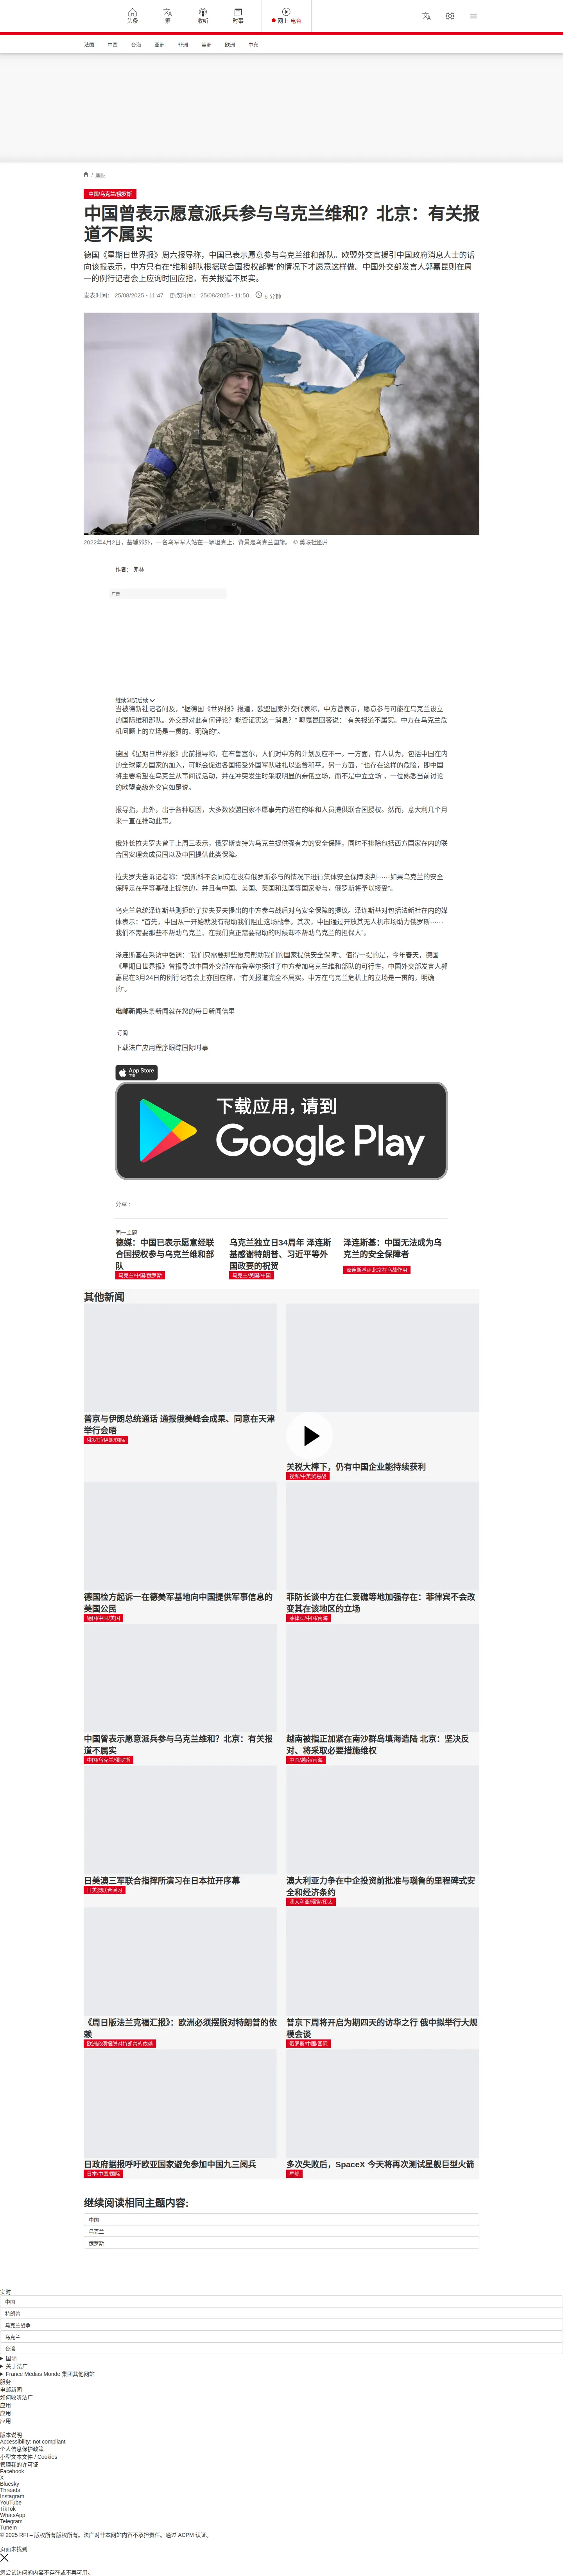 头条
繁
收听
时事
网上 电台
法国
中国
台海
亚洲
非洲
美洲
欧洲
中东
/ 国际
中国/乌克兰/俄罗斯
中国曾表示愿意派兵参与乌克兰维和？北京：有关报
道不属实
德国《星期日世界报》周六报导称，中国已表示愿意参与乌克兰维和部队。欧盟外交官援引中国政府消息人士的话
向该报表示，中方只有在“维和部队根据联合国授权部署”的情况下才愿意这样做。中国外交部发言人郭嘉昆则在周
一的例行记者会上应询时回应指，有关报道不属实。
发表时间： 25/08/2025 - 11:47 更改时间： 25/08/2025 - 11:50 6 分钟
2022年4月2日，基辅郊外，一名乌军军人站在一辆坦克上，背景是乌克兰国旗。 © 美联社图片
作者： 弗林
广告
继续浏览后续
当被德新社记者问及，“据德国《世界报》报道，欧盟国家外交代表称，中方曾表示，愿意参与可能在乌克兰设立
的国际维和部队。外交部对此有何评论？能否证实这一消息？” 郭嘉昆回答说：“有关报道不属实。中方在乌克兰危
机问题上的立场是一贯的、明确的”。
德国《星期日世界报》此前报导称，在布鲁塞尔，人们对中方的计划反应不一。一方面，有人认为，包括中国在内
的全球南方国家的加入，可能会促进各国接受外国军队驻扎以监督和平。另一方面，“也存在这样的危险，即中国
将主要希望在乌克兰从事间谍活动，并在冲突发生时采取明显的亲俄立场，而不是中立立场”，一位熟悉当前讨论
的欧盟高级外交官如是说。
报导指，此外，出于各种原因，大多数欧盟国家不愿事先向潜在的维和人员提供联合国授权。然而，意大利几个月
来一直在推动此事。
俄外长拉夫罗夫曾于上周三表示，俄罗斯支持为乌克兰提供强有力的安全保障，同时不排除包括西方国家在内的联
合国安理会成员国以及中国提供此类保障。
拉夫罗夫告诉记者称：“莫斯科不会同意在没有俄罗斯参与的情况下进行集体安全保障谈判······如果乌克兰的安全
保障是在平等基础上提供的，并且有中国、美国、英国和法国等国家参与，俄罗斯将予以接受”。
乌克兰总统泽连斯基则拒绝了拉夫罗夫提出的中方参与战后对乌安全保障的提议。泽连斯基对包括法新社在内的媒
体表示：“首先，中国从一开始就没有帮助我们阻止这场战争。其次，中国通过开放其无人机市场助力俄罗斯······
我们不需要那些不帮助乌克兰、在我们真正需要帮助的时候却不帮助乌克兰的担保人”。
泽连斯基在采访中强调：“我们只需要那些愿意帮助我们的国家提供安全保障”。值得一提的是，今年春天，德国
《星期日世界报》曾报导过中国外交部在布鲁塞尔探讨了中方参加乌克兰维和部队的可行性，中国外交部发言人郭
嘉昆在3月24日的例行记者会上亦回应称，“有关报道完全不属实。中方在乌克兰危机上的立场是一贯的，明确
的”。
电邮新闻头条新闻就在您的每日新闻信里
订阅
下载法广应用程序跟踪国际时事
App Store
下载
下载应用，请到
Google Play
分享 :
同一主题
德媒：中国已表示愿意经联
合国授权参与乌克兰维和部
队
乌克兰/中国/俄罗斯
乌克兰独立日34周年 泽连斯
基感谢特朗普、习近平等外
国政要的祝贺
乌克兰/美国/中国
泽连斯基：中国无法成为乌
克兰的安全保障者
泽连斯基评北京在乌战作用
其他新闻
普京与伊朗总统通话 通报俄美峰会成果、同意在天津
举行会晤
俄罗斯/伊朗/国际
关税大棒下，仍有中国企业能持续获利
视频/中美贸易战
德国检方起诉一在德美军基地向中国提供军事信息的
美国公民
德国/中国/美国
菲防长谈中方在仁爱礁等地加强存在：菲律宾不会改
变其在该地区的立场
菲律宾/中国/南海
中国曾表示愿意派兵参与乌克兰维和？北京：有关报
道不属实
中国/乌克兰/俄罗斯
越南被指正加紧在南沙群岛填海造陆 北京：坚决反
对、将采取必要措施维权
中国/越南/南海
日美澳三军联合指挥所演习在日本拉开序幕
日美澳联合演习
澳大利亚力争在中企投资前批准与瑙鲁的里程碑式安
全和经济条约
澳大利亚/瑙鲁/印太
《周日版法兰克福汇报》：欧洲必须摆脱对特朗普的依
赖
欧洲必须摆脱对特朗普的依赖
普京下周将开启为期四天的访华之行 俄中拟举行大规
模会谈
俄罗斯/中国/国际
日政府据报呼吁欧亚国家避免参加中国九三阅兵
日本/中国/国际
多次失败后，SpaceX 今天将再次测试星舰巨型火箭
星舰
继续阅读相同主题内容:
中国
乌克兰
俄罗斯
实时
中国
特朗普
乌克兰战争
乌克兰
台湾
国际
关于法广
France Médias Monde 集团其他网站
服务
电邮新闻
如何收听法广
应用
应用
应用
版本说明
Accessibility: not compliant
个人信息保护政策
小型文本文件 / Cookies
管理我的许可证
Facebook
X
Bluesky
Threads
Instagram
YouTube
TikTok
WhatsApp
Telegram
TuneIn
© 2025 RFI – 版权所有版权所有。法广对非本网站内容不承担责任。通过 ACPM 认证。
页面未找到
您尝试访问的内容不存在或不再可用。